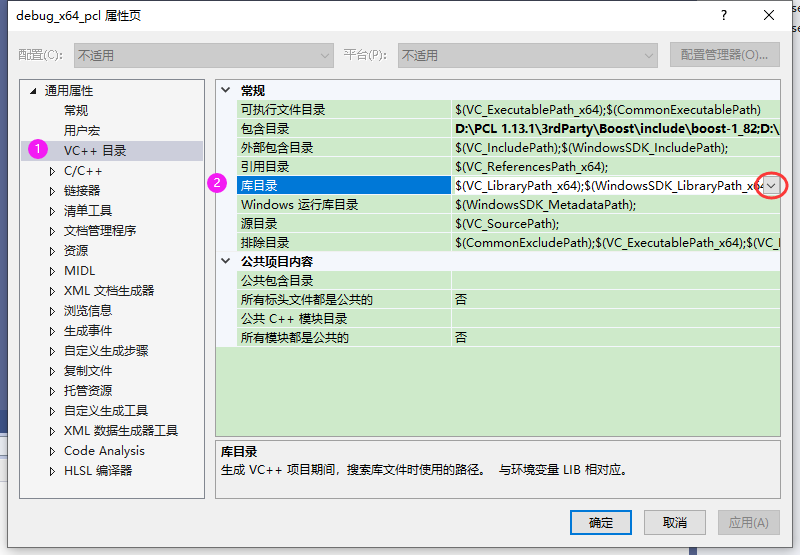 debug_x64_pcl 属性页
配置(C): 不适用 平台(P): 不适用 配置管理器(O)...
通用属性
常规
用户宏
1 VC++ 目录
C/C++
链接器
清单工具
文档管理程序
资源
MIDL
XML 文档生成器
浏览信息
生成事件
自定义生成步骤
复制文件
托管资源
自定义生成工具
XML 数据生成器工具
Code Analysis
HLSL 编译器
常规
可执行文件目录 $(VC_ExecutablePath_x64);$(CommonExecutablePath)
包含目录 D:\PCL 1.13.1\3rdParty\Boost\include\boost-1_82;D:\
外部包含目录 $(VC_IncludePath);$(WindowsSDK_IncludePath);
引用目录 $(VC_ReferencesPath_x64);
2 库目录 $(VC_LibraryPath_x64);$(WindowsSDK_LibraryPath_x64
Windows 运行库目录 $(WindowsSDK_MetadataPath);
源目录 $(VC_SourcePath);
排除目录 $(CommonExcludePath);$(VC_ExecutablePath_x64);$(VC_
公共项目内容
公共包含目录
所有标头文件都是公共的 否
公共 C++ 模块目录
所有模块都是公共的 否
库目录
生成 VC++ 项目期间，搜索库文件时使用的路径。 与环境变量 LIB 相对应。
确定 取消 应用(A)